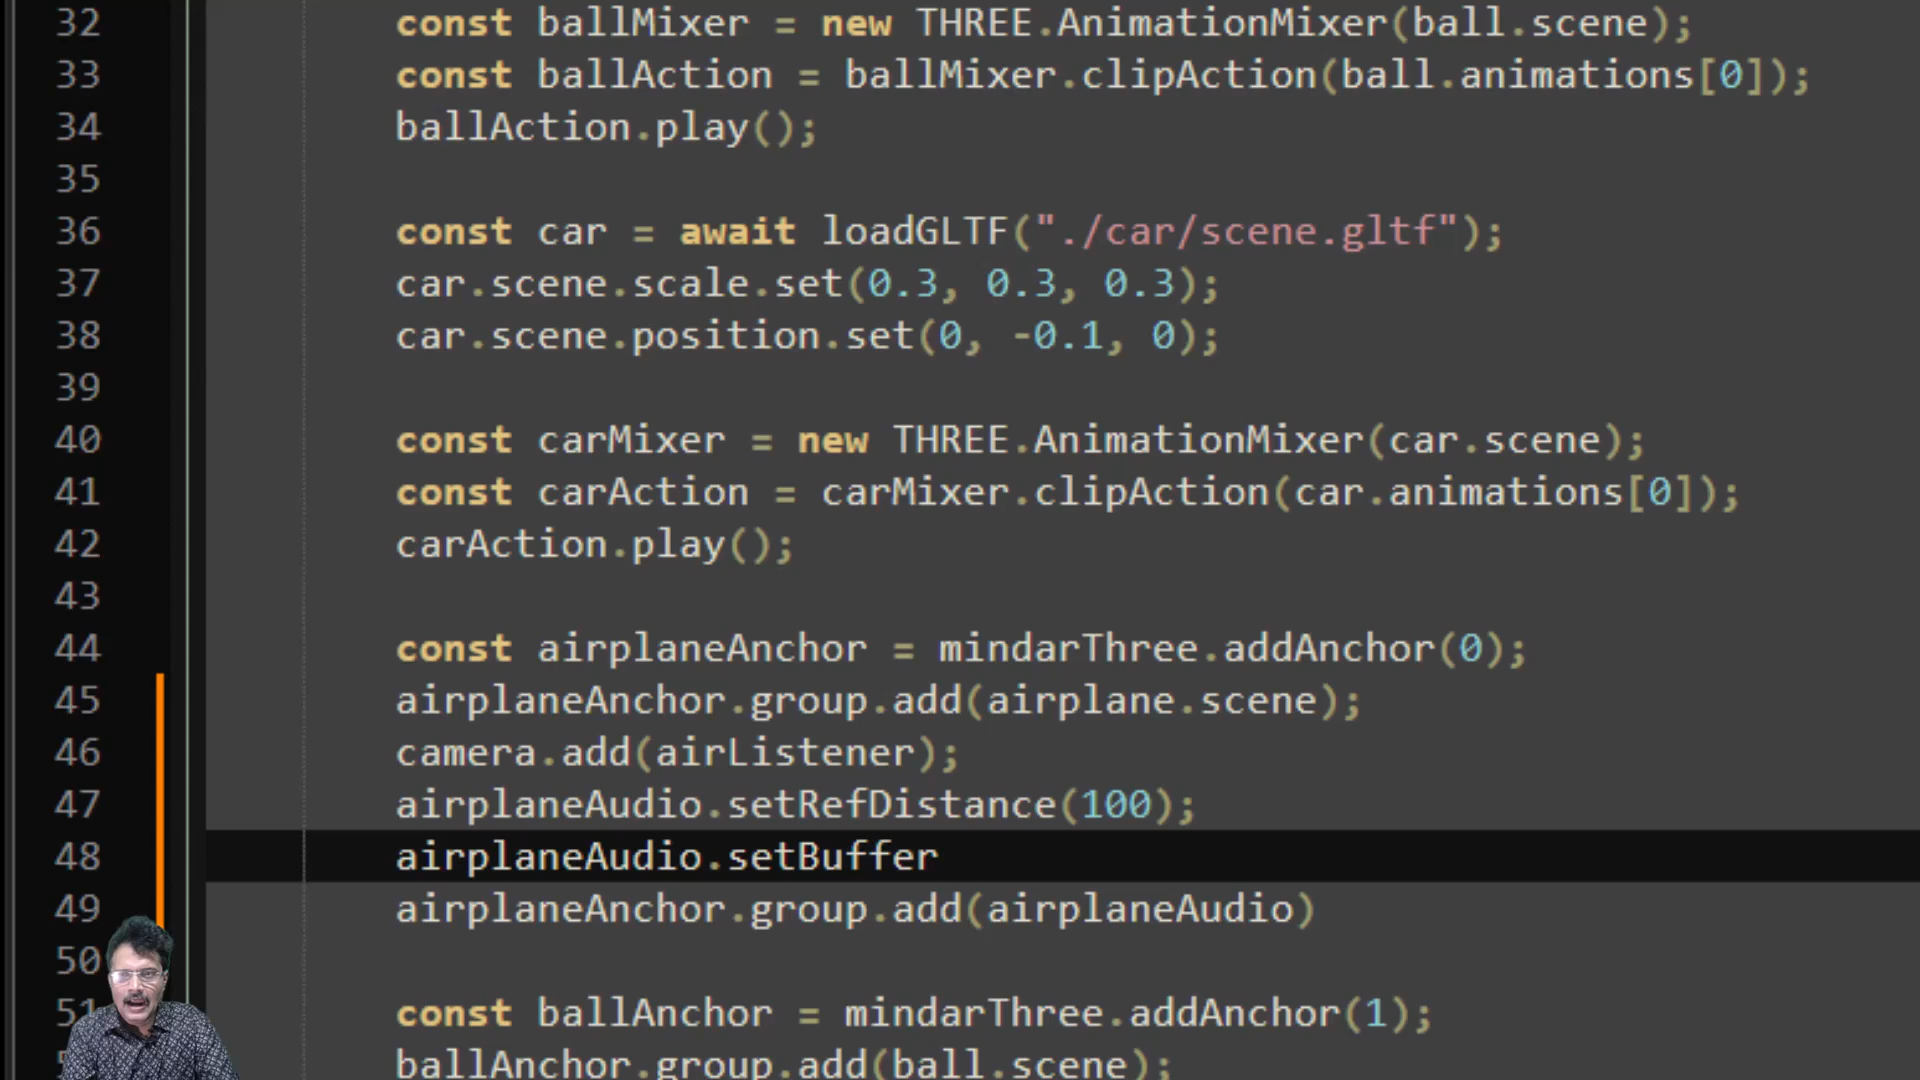 32 const ballMixer = new THREE.AnimationMixer(ball.scene);
33 const ballAction = ballMixer.clipAction(ball.animations[0]);
34 ballAction.play();
35
36 const car = await loadGLTF("./car/scene.gltf");
37 car.scene.scale.set(0.3, 0.3, 0.3);
38 car.scene.position.set(0, -0.1, 0);
39
40 const carMixer = new THREE.AnimationMixer(car.scene);
41 const carAction = carMixer.clipAction(car.animations[0]);
42 carAction.play();
43
44 const airplaneAnchor = mindarThree.addAnchor(0);
45 airplaneAnchor.group.add(airplane.scene);
46 camera.add(airListener);
47 airplaneAudio.setRefDistance(100);
48 airplaneAudio.setBuffer
49 airplaneAnchor.group.add(airplaneAudio)
50
51 const ballAnchor = mindarThree.addAnchor(1);
ballAnchor.group.add(ball.scene);